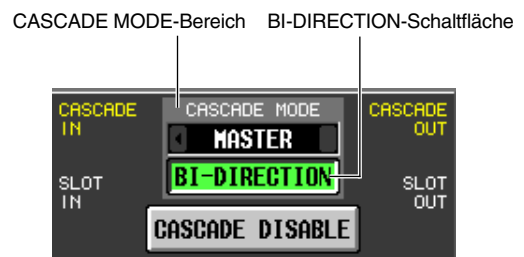 CASCADE MODE-Bereich BI-DIRECTION-Schaltfläche
CASCADE IN
CASCADE MODE
CASCADE OUT
MASTER
BI-DIRECTION
SLOT IN
SLOT OUT
CASCADE DISABLE